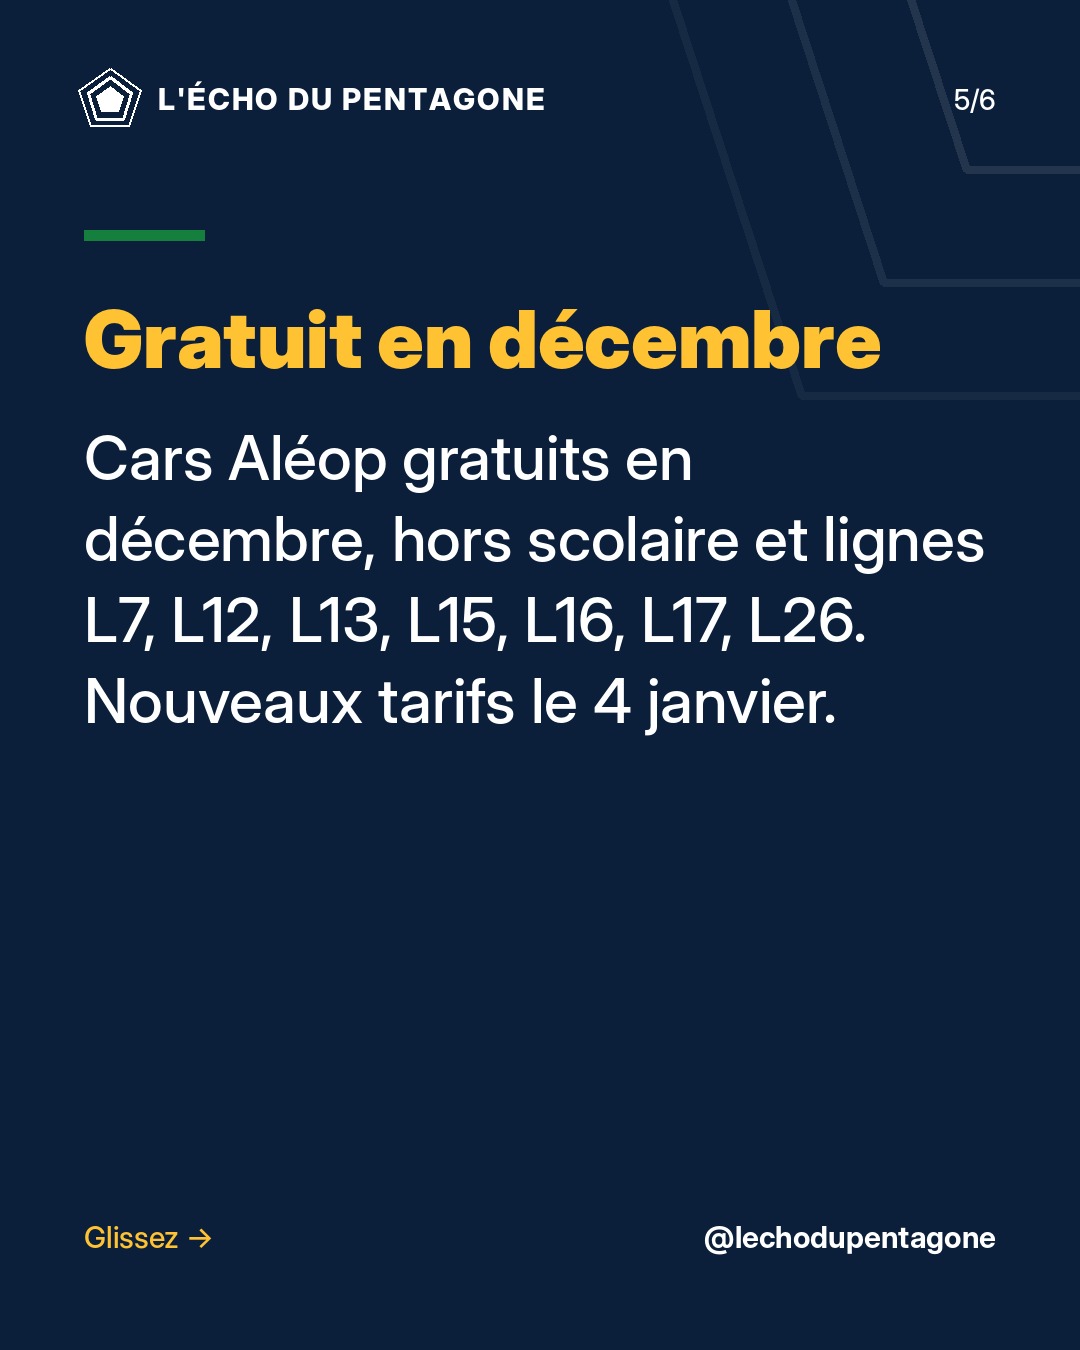 L'ÉCHO DU PENTAGONE
5/6
Gratuit en décembre
Cars Aléop gratuits en
décembre, hors scolaire et lignes
L7, L12, L13, L15, L16, L17, L26.
Nouveaux tarifs le 4 janvier.
Glissez →
@lechodupentagone